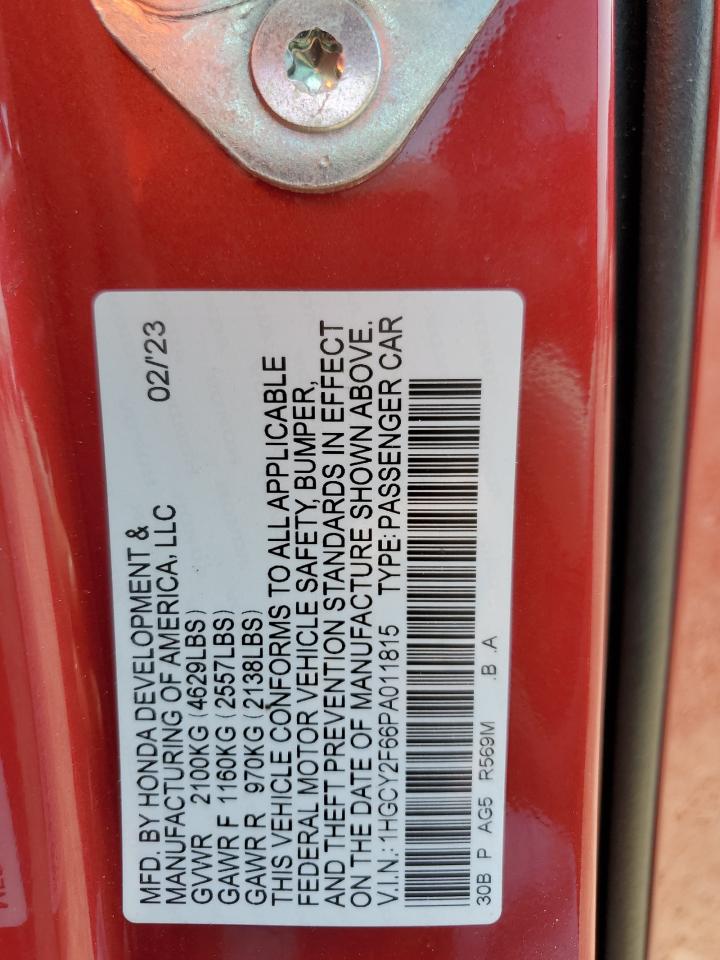 MFD. BY HONDA DEVELOPMENT &
MANUFACTURING OF AMERICA, LLC 02/'23
GVWR 2100KG (4629LBS)
GAWR F 1160KG (2557LBS)
GAWR R 970KG (2138LBS)
THIS VEHICLE CONFORMS TO ALL APPLICABLE
FEDERAL MOTOR VEHICLE SAFETY, BUMPER,
AND THEFT PREVENTION STANDARDS IN EFFECT
ON THE DATE OF MANUFACTURE SHOWN ABOVE.
V.I.N.: 1HGCY2F66PA011815 TYPE:PASSENGER CAR
30B P AG5 R569M .B .A